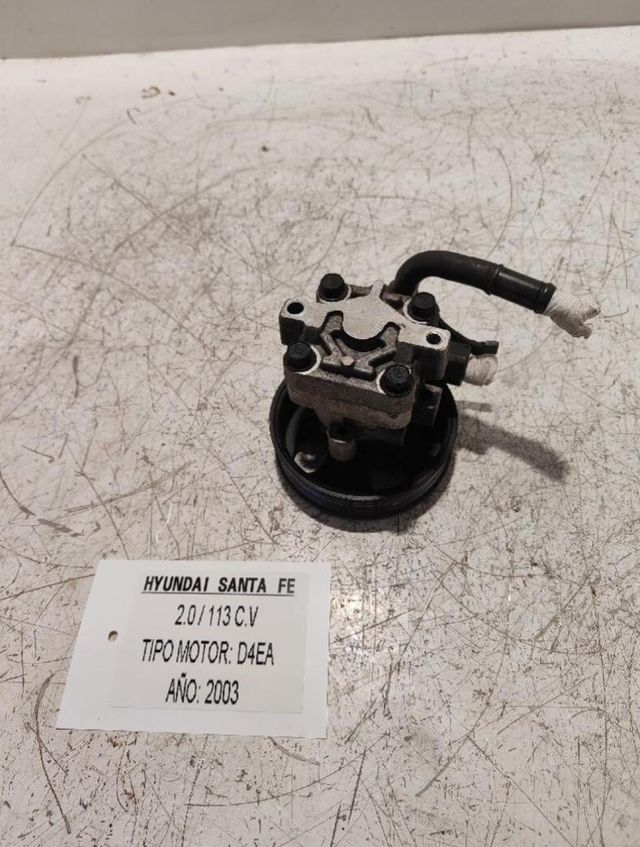 HYUNDAI SANTA FE
2.0 / 113 C.V
TIPO MOTOR: D4EA
AÑO: 2003